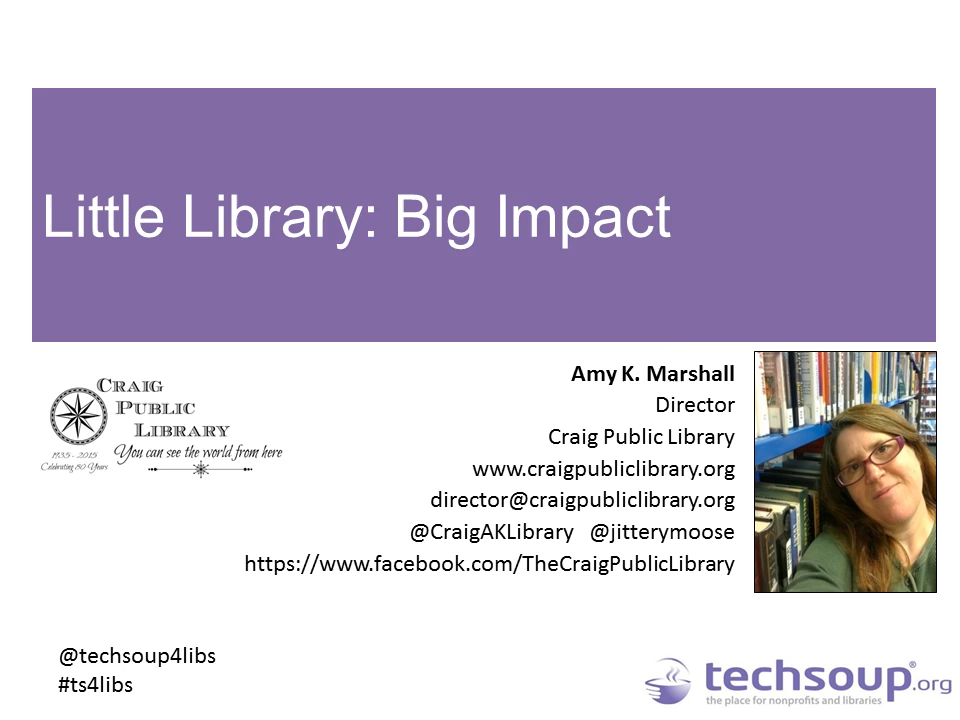 Little Library: Big Impact
CRAIG
PUBLIC
LIBRARY
1935 - 2015
Celebrating 80 Years
You can see the world from here
Amy K. Marshall
Director
Craig Public Library
www.craigpubliclibrary.org
director@craigpubliclibrary.org
@CraigAKLibrary @jitterymoose
https://www.facebook.com/TheCraigPublicLibrary
@techsoup4libs
#ts4libs
techsoup®.org
the place for nonprofits and libraries